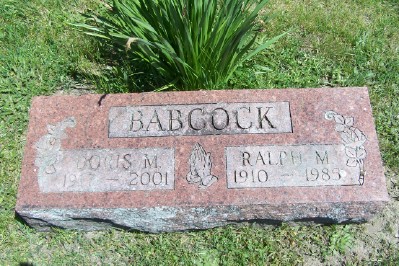 BABCOCK
DORIS M.
2001
RALPH M.
1910 – 1985